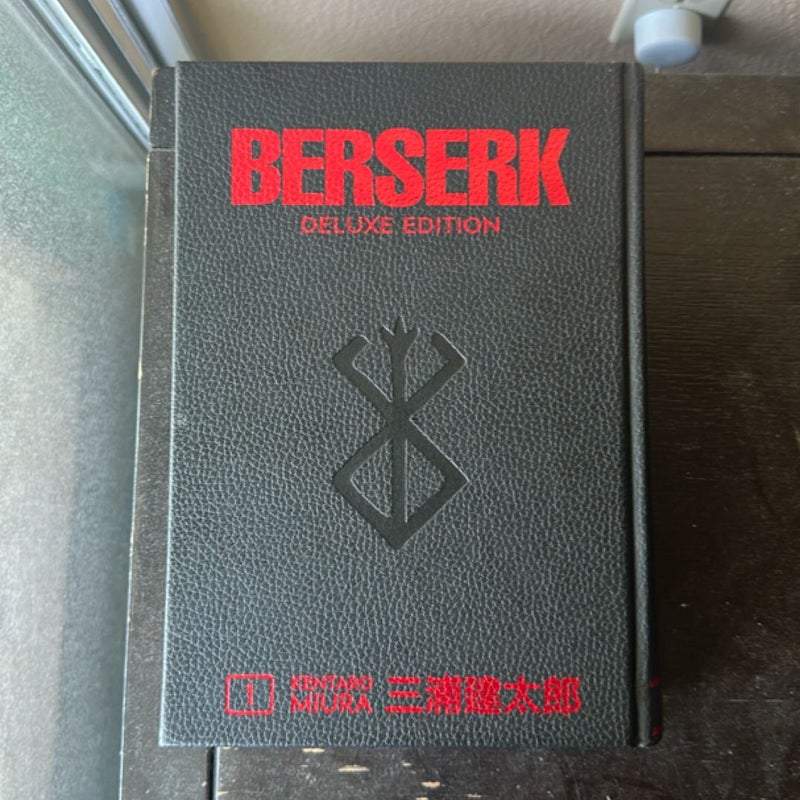 BERSERK
DELUXE EDITION
1
KENTARO
MIURA
三浦建太郎